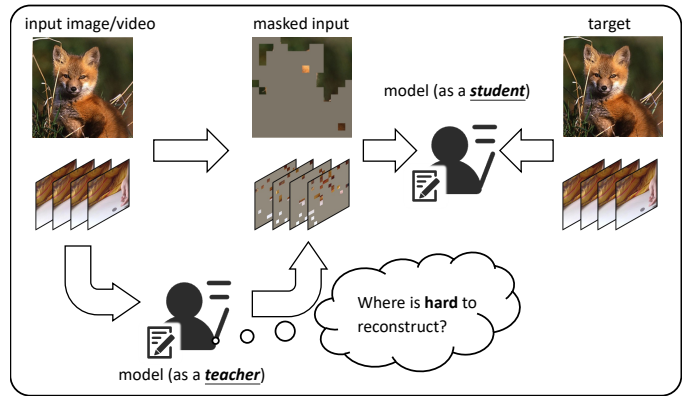 input image/video
masked input
target
model (as a student)
Where is hard to
reconstruct?
model (as a teacher)